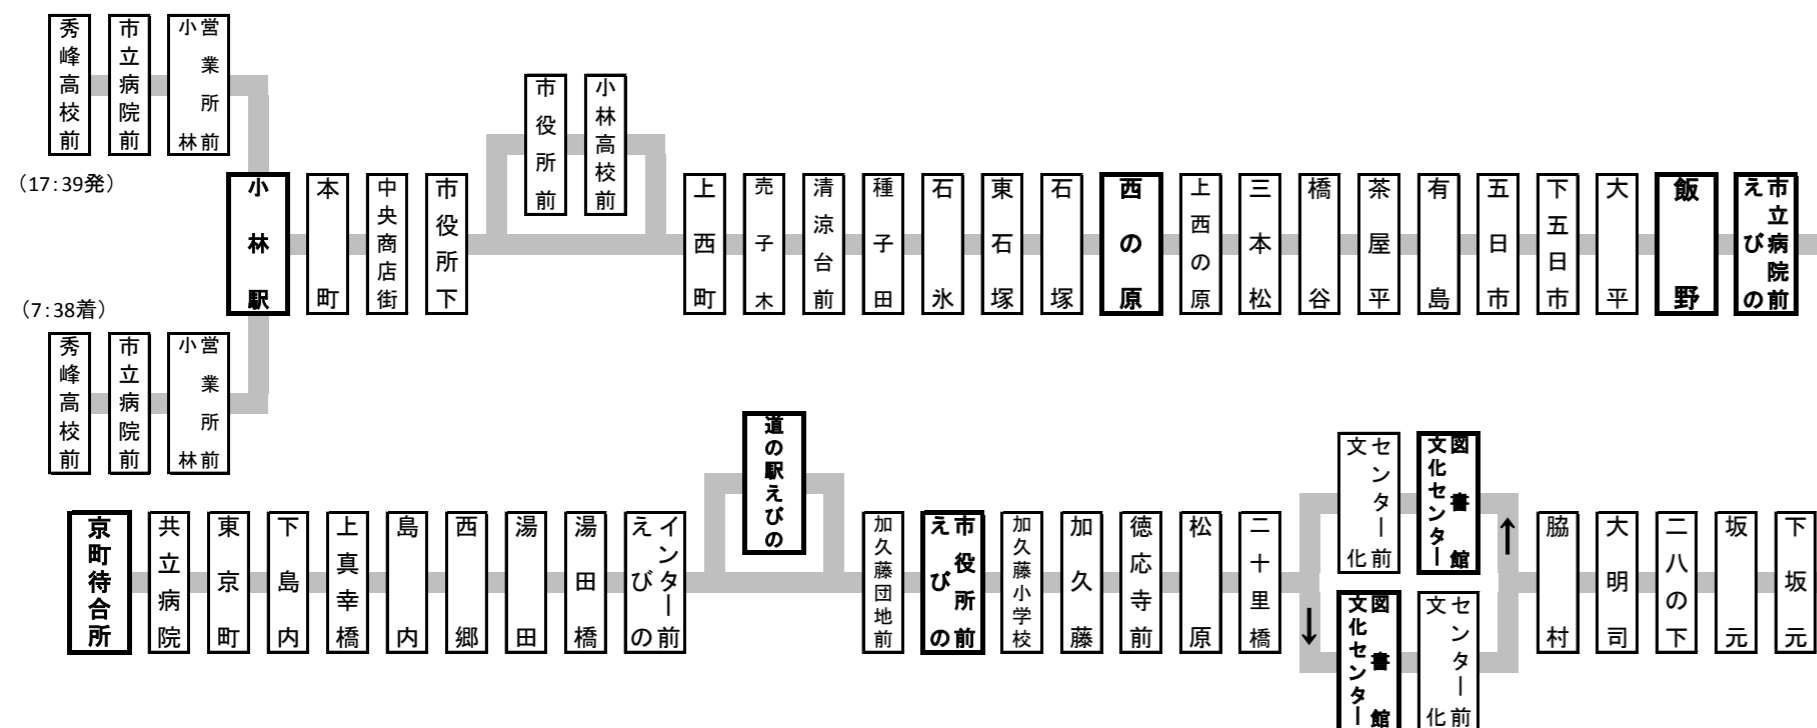 秀峰高校前
市立病院前
小林営業所前
(17:39発)
(7:38着)
秀峰高校前
市立病院前
小林営業所前
小林駅
本町
中央商店街
市役所下
市役所前
小林高校前
上西町
売子木
清涼台前
種子田
石氷
東石塚
石塚
西の原
上西の原
三本松
橋谷
茶屋平
有島
五日市
下五日市
大平
飯野
えびの市立病院前
京町待合所
共立病院
東京町
下島内
上真幸橋
島内
西郷
湯田
湯田橋
えびのインター前
道の駅えびの
加久藤団地前
えびの市役所前
加久藤小学校
加久藤
徳応寺前
松原
二十里橋
文化センター前
文化センター図書館
↑
↓
文化センター図書館
文化センター前
脇村
大明司
二八の下
坂元
下坂元